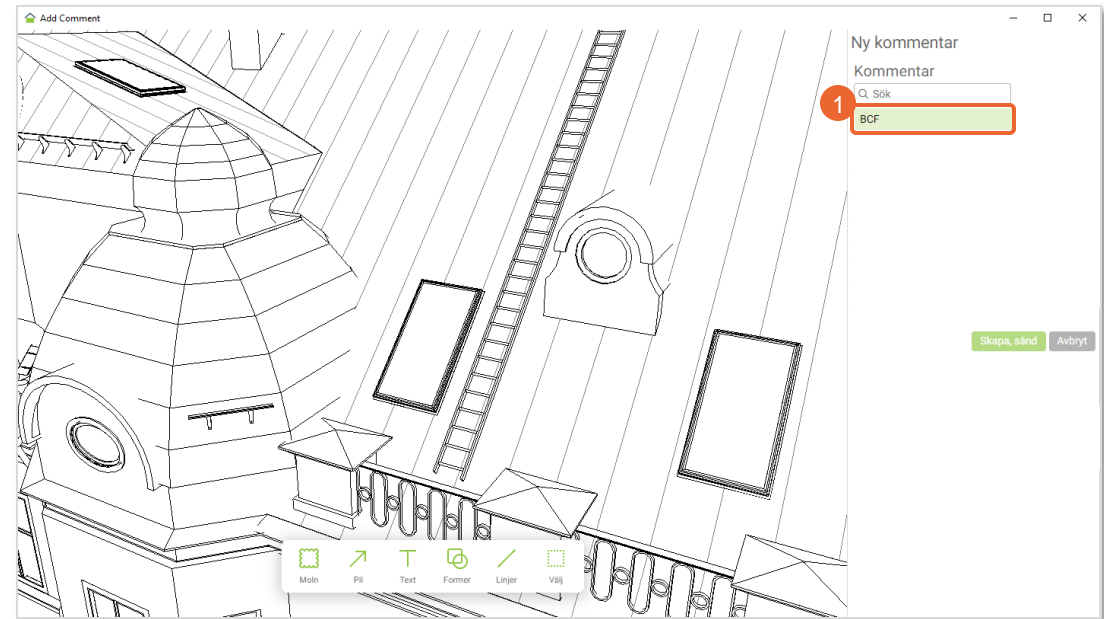 Add Comment
Ny kommentar
Kommentar
Sök
1
BCF
Skapa, sänd
Avbryt
Moln
Pil
Text
Former
Linjer
Välj